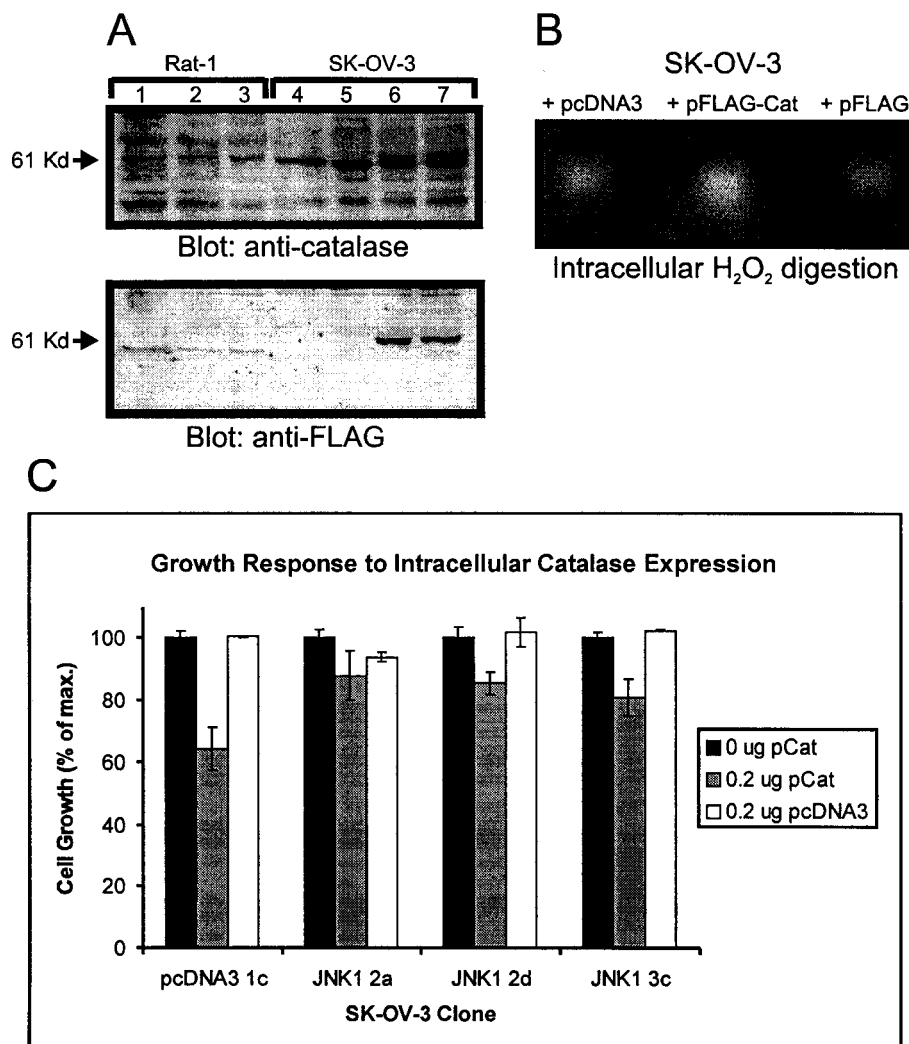 A
Rat-1 SK-OV-3
1 2 3 4 5 6 7
61 Kd
Blot: anti-catalase
61 Kd
Blot: anti-FLAG
B
SK-OV-3
+ pcDNA3 + pFLAG-Cat + pFLAG
Intracellular H₂O₂ digestion
C
Growth Response to Intracellular Catalase Expression
Cell Growth (% of max.)
100
80
60
40
20
0
pcDNA3 1c JNK1 2a JNK1 2d JNK1 3c
SK-OV-3 Clone
0 ug pCat
0.2 ug pCat
0.2 ug pcDNA3